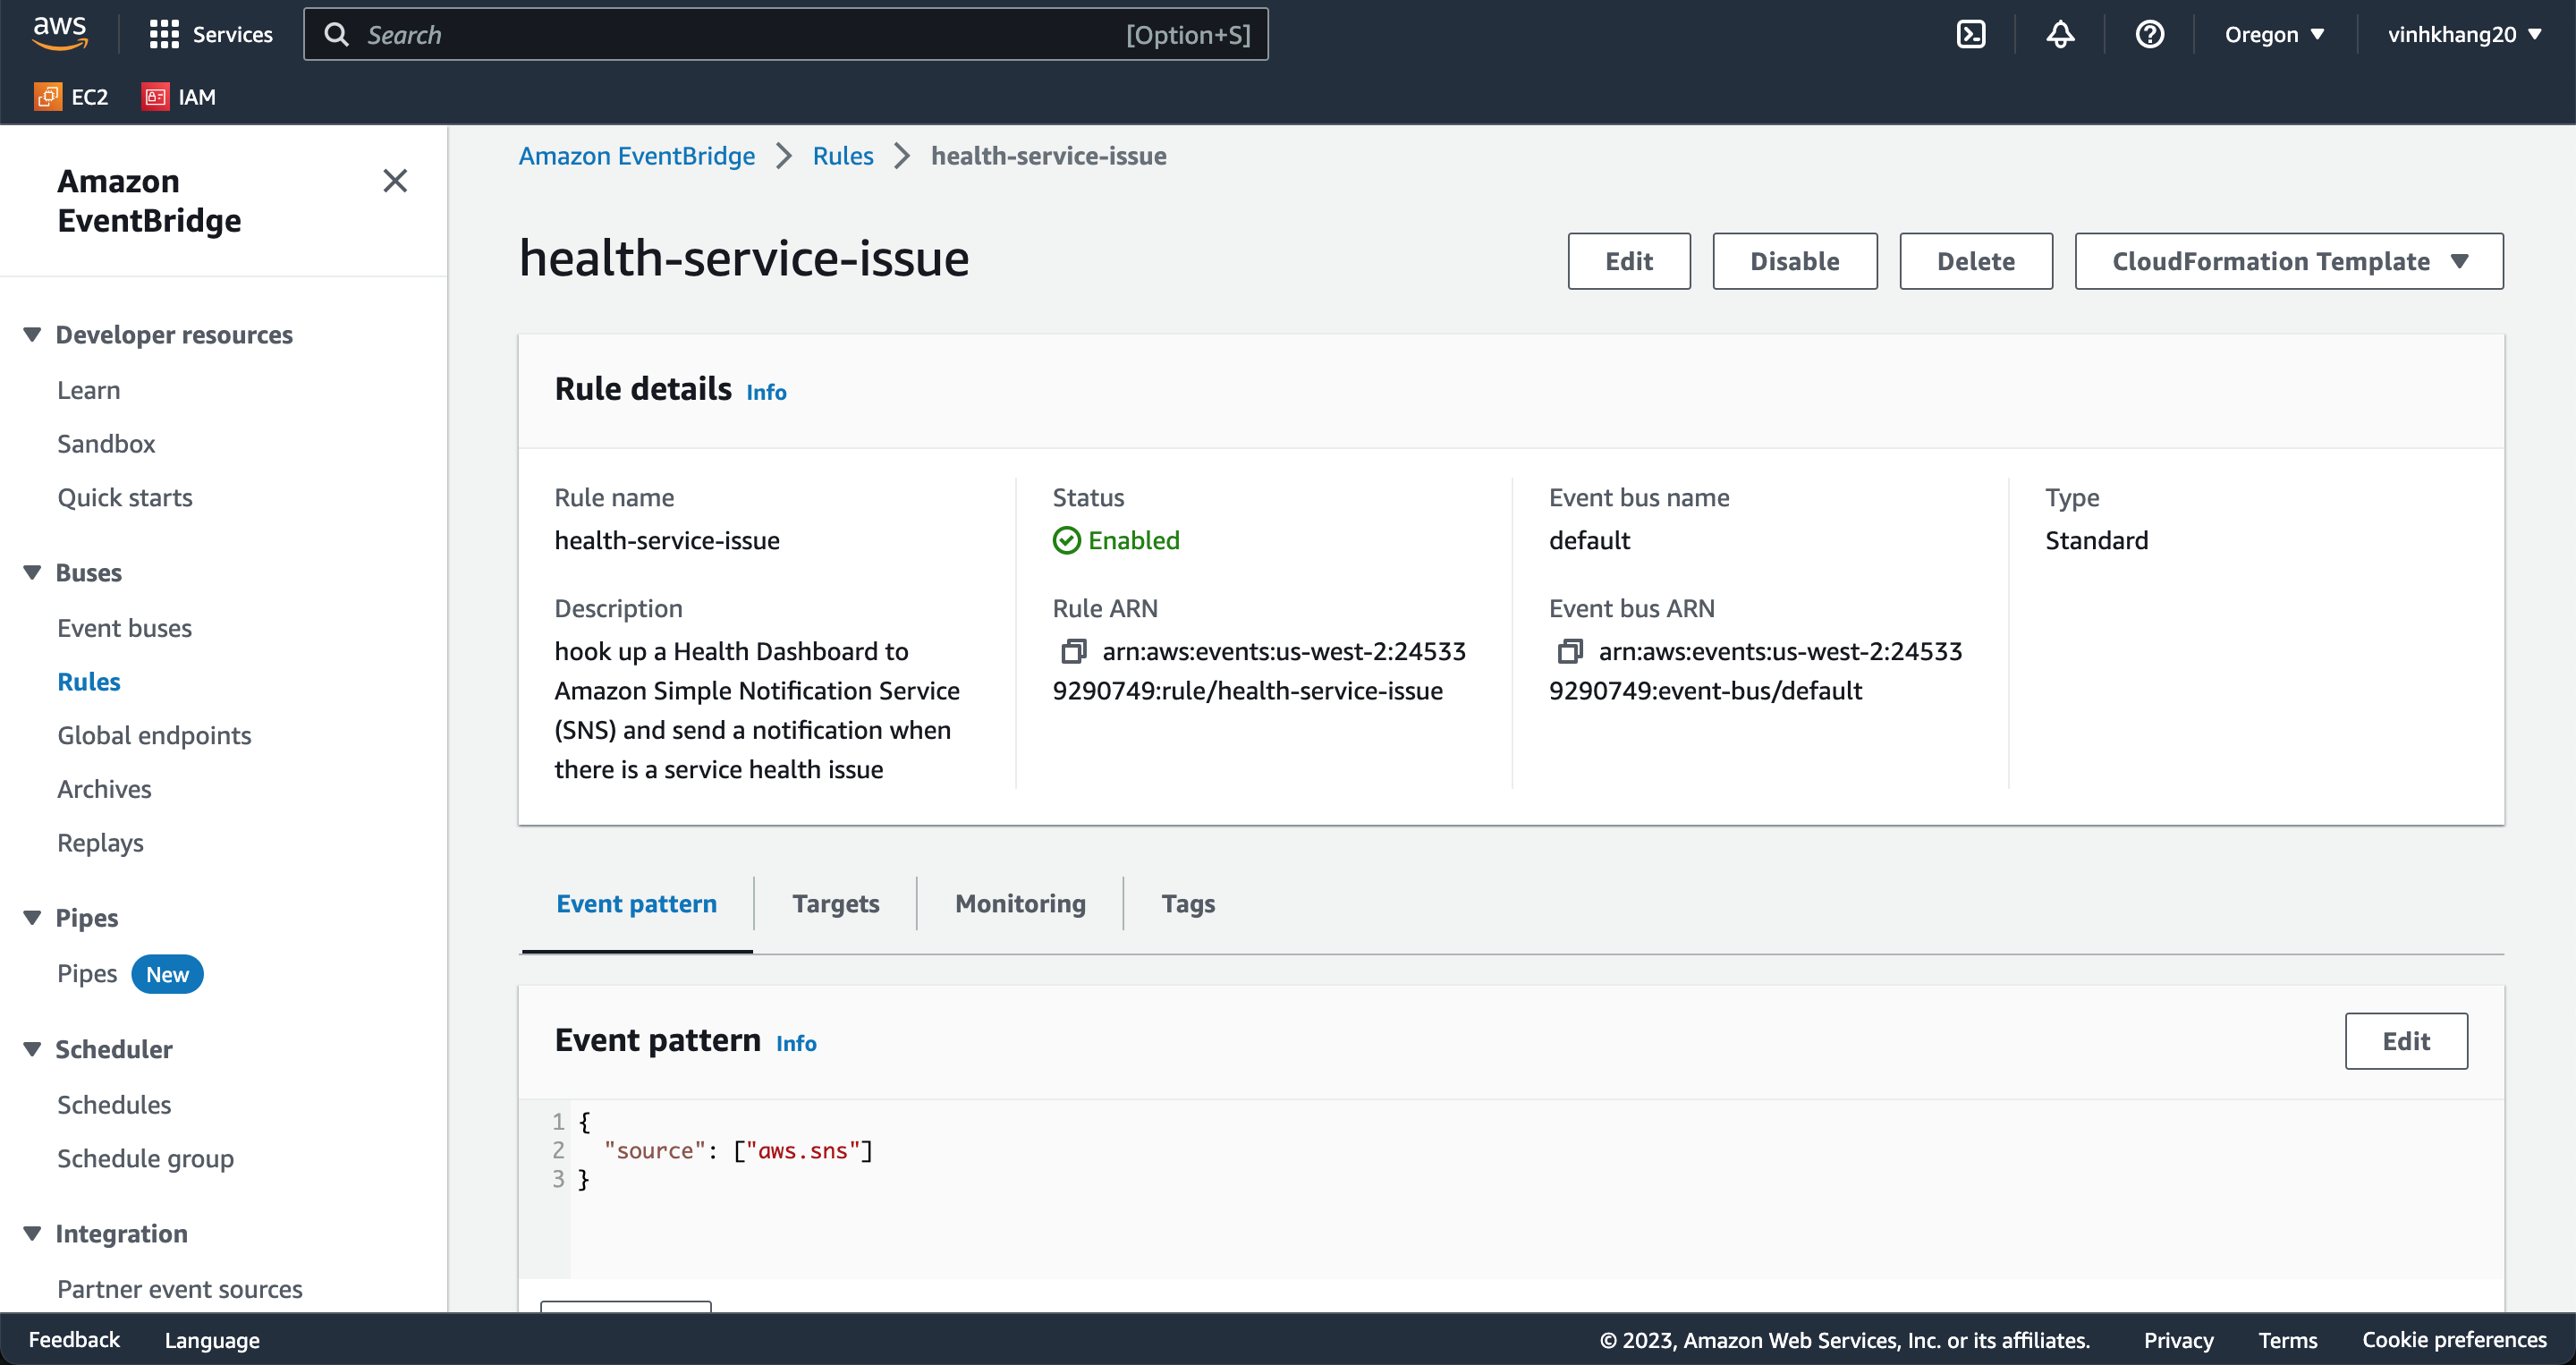 aws
Services
Search [Option+S]
Oregon
vinhkhang20
EC2
IAM
Amazon
EventBridge
Developer resources
Learn
Sandbox
Quick starts
Buses
Event buses
Rules
Global endpoints
Archives
Replays
Pipes
Pipes New
Scheduler
Schedules
Schedule group
Integration
Partner event sources
Amazon EventBridge > Rules > health-service-issue
health-service-issue
Edit
Disable
Delete
CloudFormation Template
Rule details Info
Rule name
health-service-issue
Description
hook up a Health Dashboard to
Amazon Simple Notification Service
(SNS) and send a notification when
there is a service health issue
Status
Enabled
Rule ARN
arn:aws:events:us-west-2:24533
9290749:rule/health-service-issue
Event bus name
default
Event bus ARN
arn:aws:events:us-west-2:24533
9290749:event-bus/default
Type
Standard
Event pattern
Targets
Monitoring
Tags
Event pattern Info
Edit
1 {
2 "source": ["aws.sns"]
3 }
Feedback
Language
© 2023, Amazon Web Services, Inc. or its affiliates.
Privacy
Terms
Cookie preferences